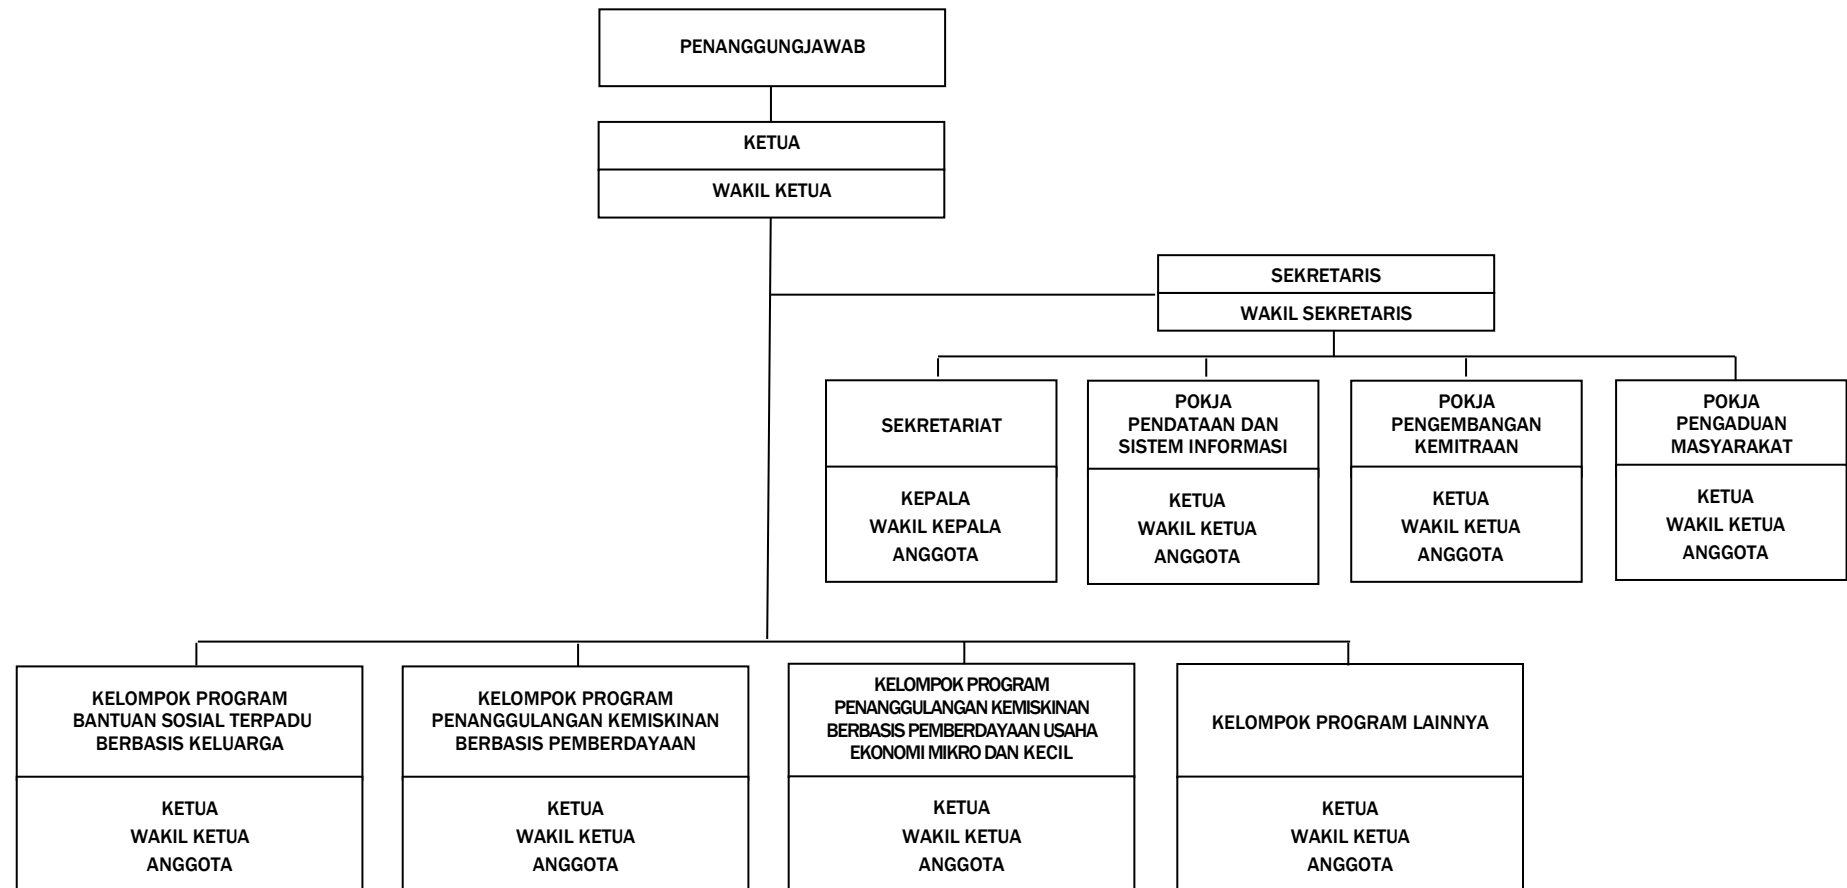 PENANGGUNGJAWAB
KETUA
WAKIL KETUA
SEKRETARIS
WAKIL SEKRETARIS
SEKRETARIAT
KEPALA
WAKIL KEPALA
ANGGOTA
POKJA
PENDATAAN DAN
SISTEM INFORMASI
KETUA
WAKIL KETUA
ANGGOTA
POKJA
PENGEMBANGAN
KEMITRAAN
KETUA
WAKIL KETUA
ANGGOTA
POKJA
PENGADUAN
MASYARAKAT
KETUA
WAKIL KETUA
ANGGOTA
KELOMPOK PROGRAM
BANTUAN SOSIAL TERPADU
BERBASIS KELUARGA
KETUA
WAKIL KETUA
ANGGOTA
KELOMPOK PROGRAM
PENANGGULANGAN KEMISKINAN
BERBASIS PEMBERDAYAAN
KETUA
WAKIL KETUA
ANGGOTA
KELOMPOK PROGRAM
PENANGGULANGAN KEMISKINAN
BERBASIS PEMBERDAYAAN USAHA
EKONOMI MIKRO DAN KECIL
KETUA
WAKIL KETUA
ANGGOTA
KELOMPOK PROGRAM LAINNYA
KETUA
WAKIL KETUA
ANGGOTA